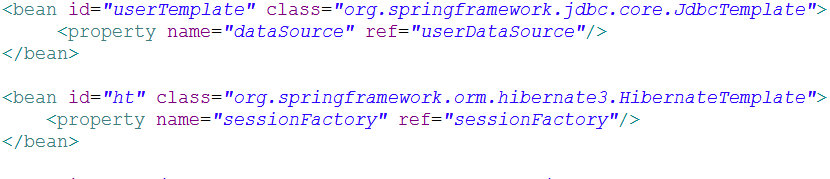 <bean id="userTemplate" class="org.springframework.jdbc.core.JdbcTemplate">
<property name="dataSource" ref="userDataSource"/>
</bean>
<bean id="ht" class="org.springframework.orm.hibernate3.HibernateTemplate">
<property name="sessionFactory" ref="sessionFactory"/>
</bean>